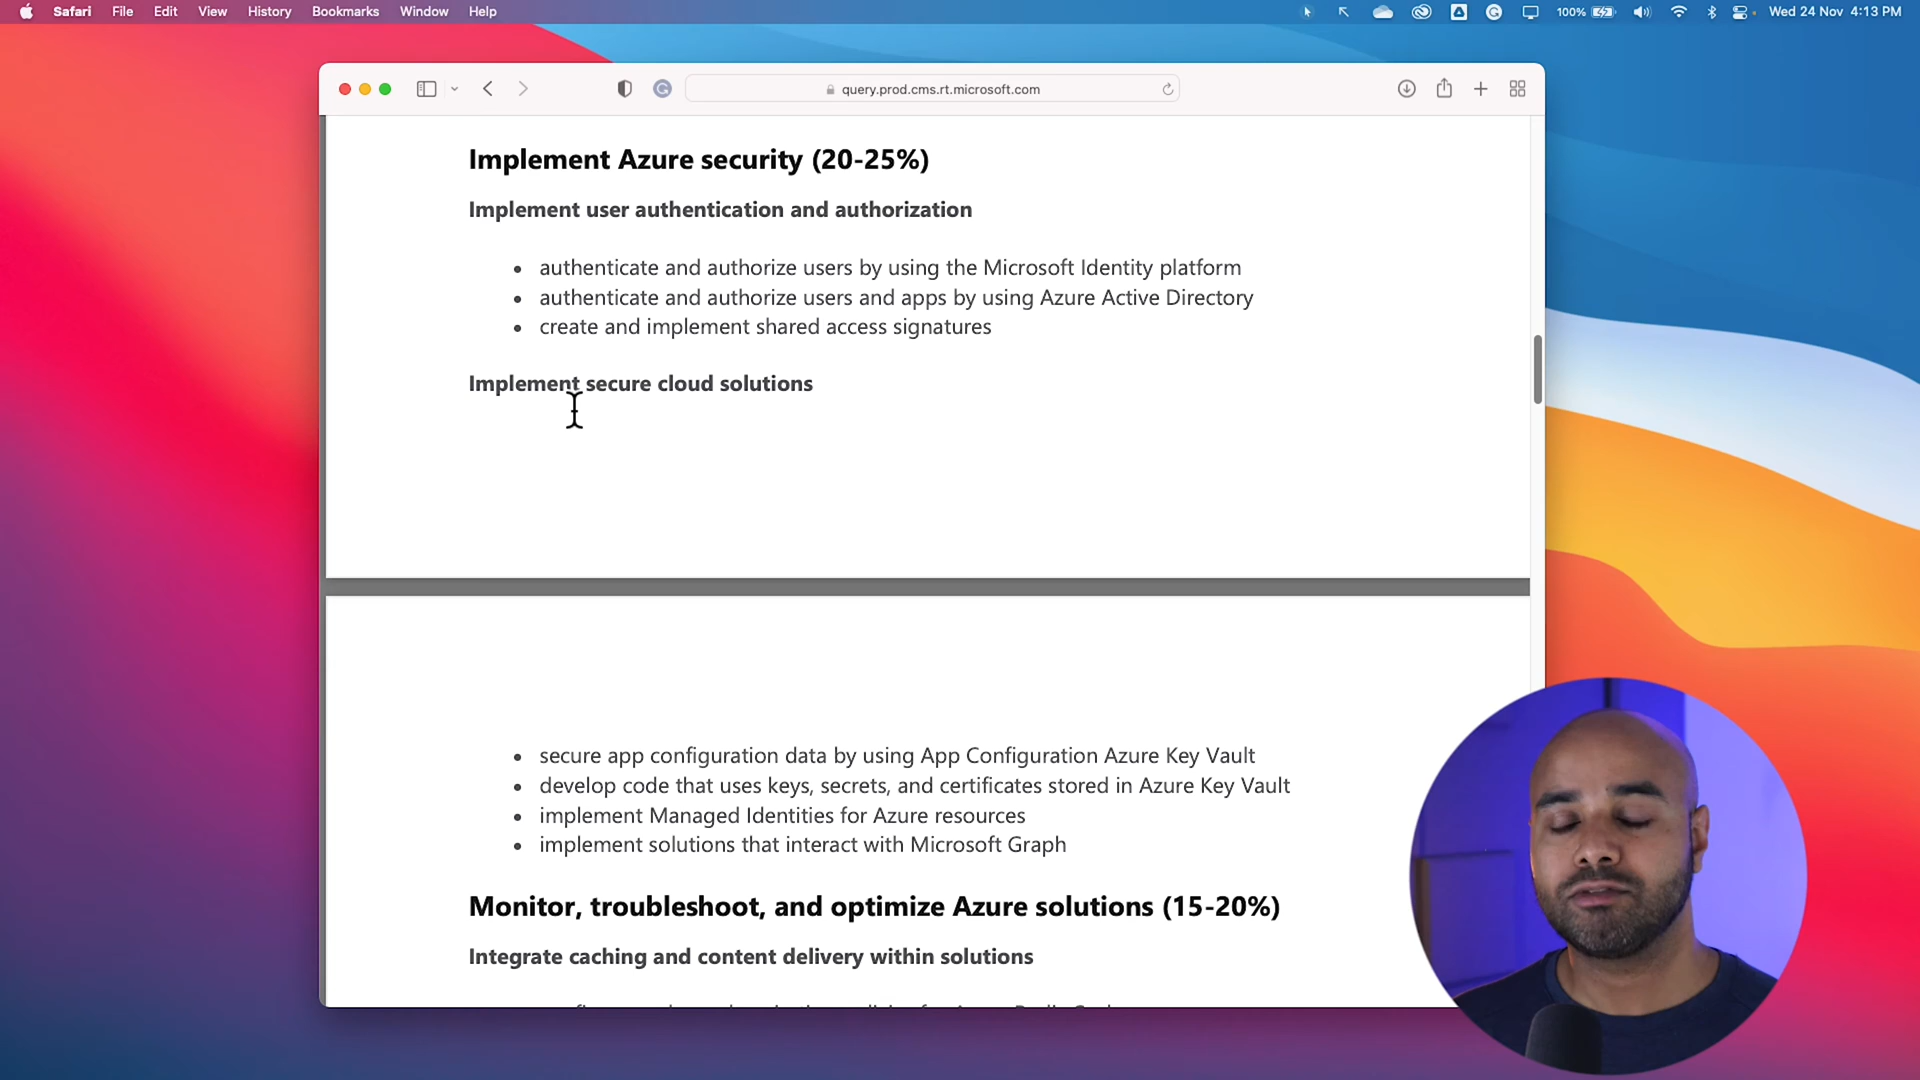 Safari File Edit View History Bookmarks Window Help 100% Wed 24 Nov 4:13 PM
query.prod.cms.rt.microsoft.com
Implement Azure security (20-25%)
Implement user authentication and authorization
• authenticate and authorize users by using the Microsoft Identity platform
• authenticate and authorize users and apps by using Azure Active Directory
• create and implement shared access signatures
Implement secure cloud solutions
• secure app configuration data by using App Configuration Azure Key Vault
• develop code that uses keys, secrets, and certificates stored in Azure Key Vault
• implement Managed Identities for Azure resources
• implement solutions that interact with Microsoft Graph
Monitor, troubleshoot, and optimize Azure solutions (15-20%)
Integrate caching and content delivery within solutions